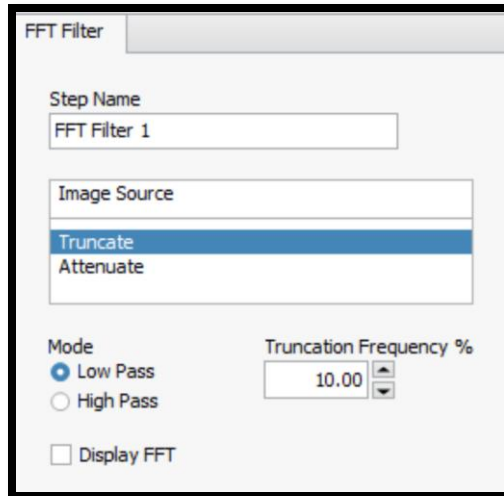 FFT Filter
Step Name
FFT Filter 1
Image Source
Truncate
Attenuate
Mode
Truncation Frequency %
Low Pass
10.00
High Pass
Display FFT